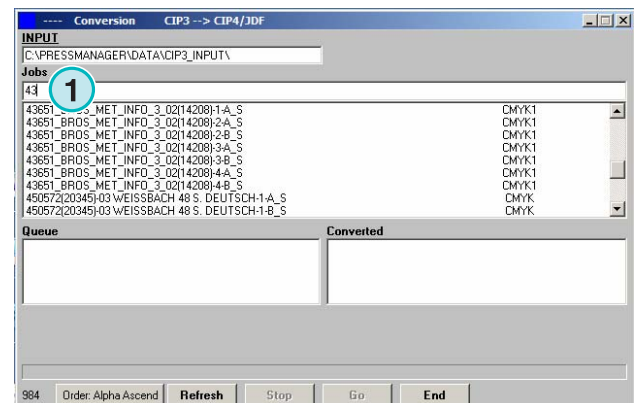 ---- Conversion CIP3 --> CIP4/JDF
INPUT
C:\PRESSMANAGER\DATA\CIP3_INPUT\
Jobs
43
1
43651_BROS_MET_INFO_3_02(14208)-1-A_S CMYK1
43651_BROS_MET_INFO_3_02(14208)-2-A_S CMYK1
43651_BROS_MET_INFO_3_02(14208)-2-B_S CMYK1
43651_BROS_MET_INFO_3_02(14208)-3-A_S CMYK1
43651_BROS_MET_INFO_3_02(14208)-3-B_S CMYK1
43651_BROS_MET_INFO_3_02(14208)-4-A_S CMYK1
43651_BROS_MET_INFO_3_02(14208)-4-B_S CMYK1
450572(20345)-03 WEISSBACH 48 S. DEUTSCH-1-A_S CMYK
450572(20345)-03 WEISSBACH 48 S. DEUTSCH-1-B_S CMYK
Queue Converted
984 Order: Alpha Ascend Refresh Stop Go End